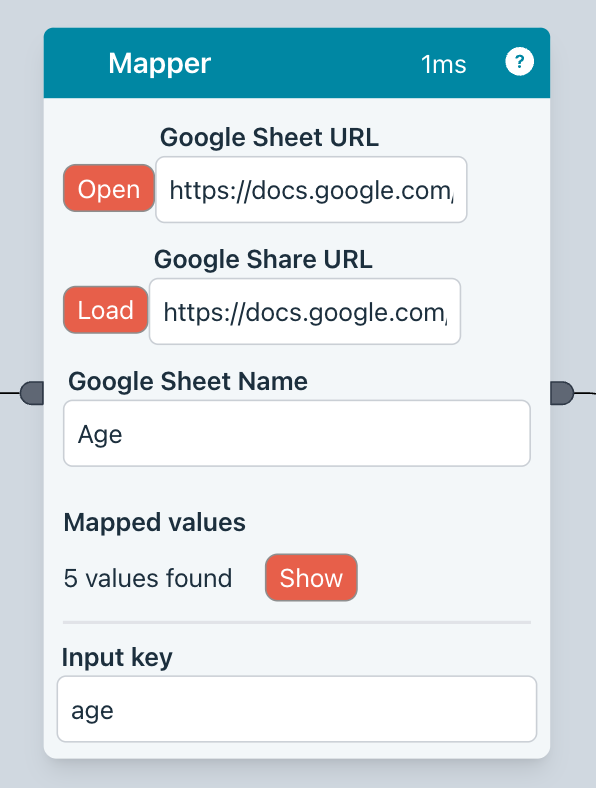 Mapper 1ms ?
Google Sheet URL
Open https://docs.google.com/
Google Share URL
Load https://docs.google.com/
Google Sheet Name
Age
Mapped values
5 values found Show
Input key
age